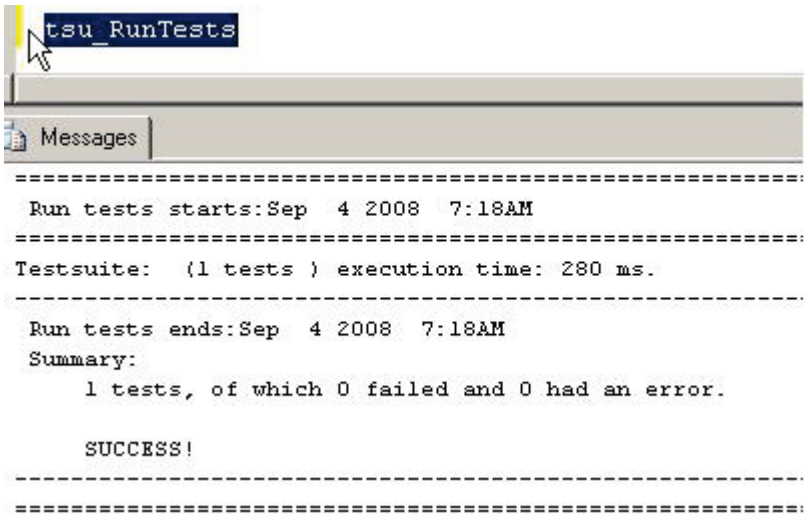 tsu_RunTests
Messages
=========================================================
Run tests starts:Sep  4 2008  7:18AM
=========================================================
Testsuite:  (1 tests ) execution time: 280 ms.
---------------------------------------------------------
Run tests ends:Sep  4 2008  7:18AM
Summary:
1 tests, of which 0 failed and 0 had an error.
SUCCESS!
---------------------------------------------------------
=========================================================